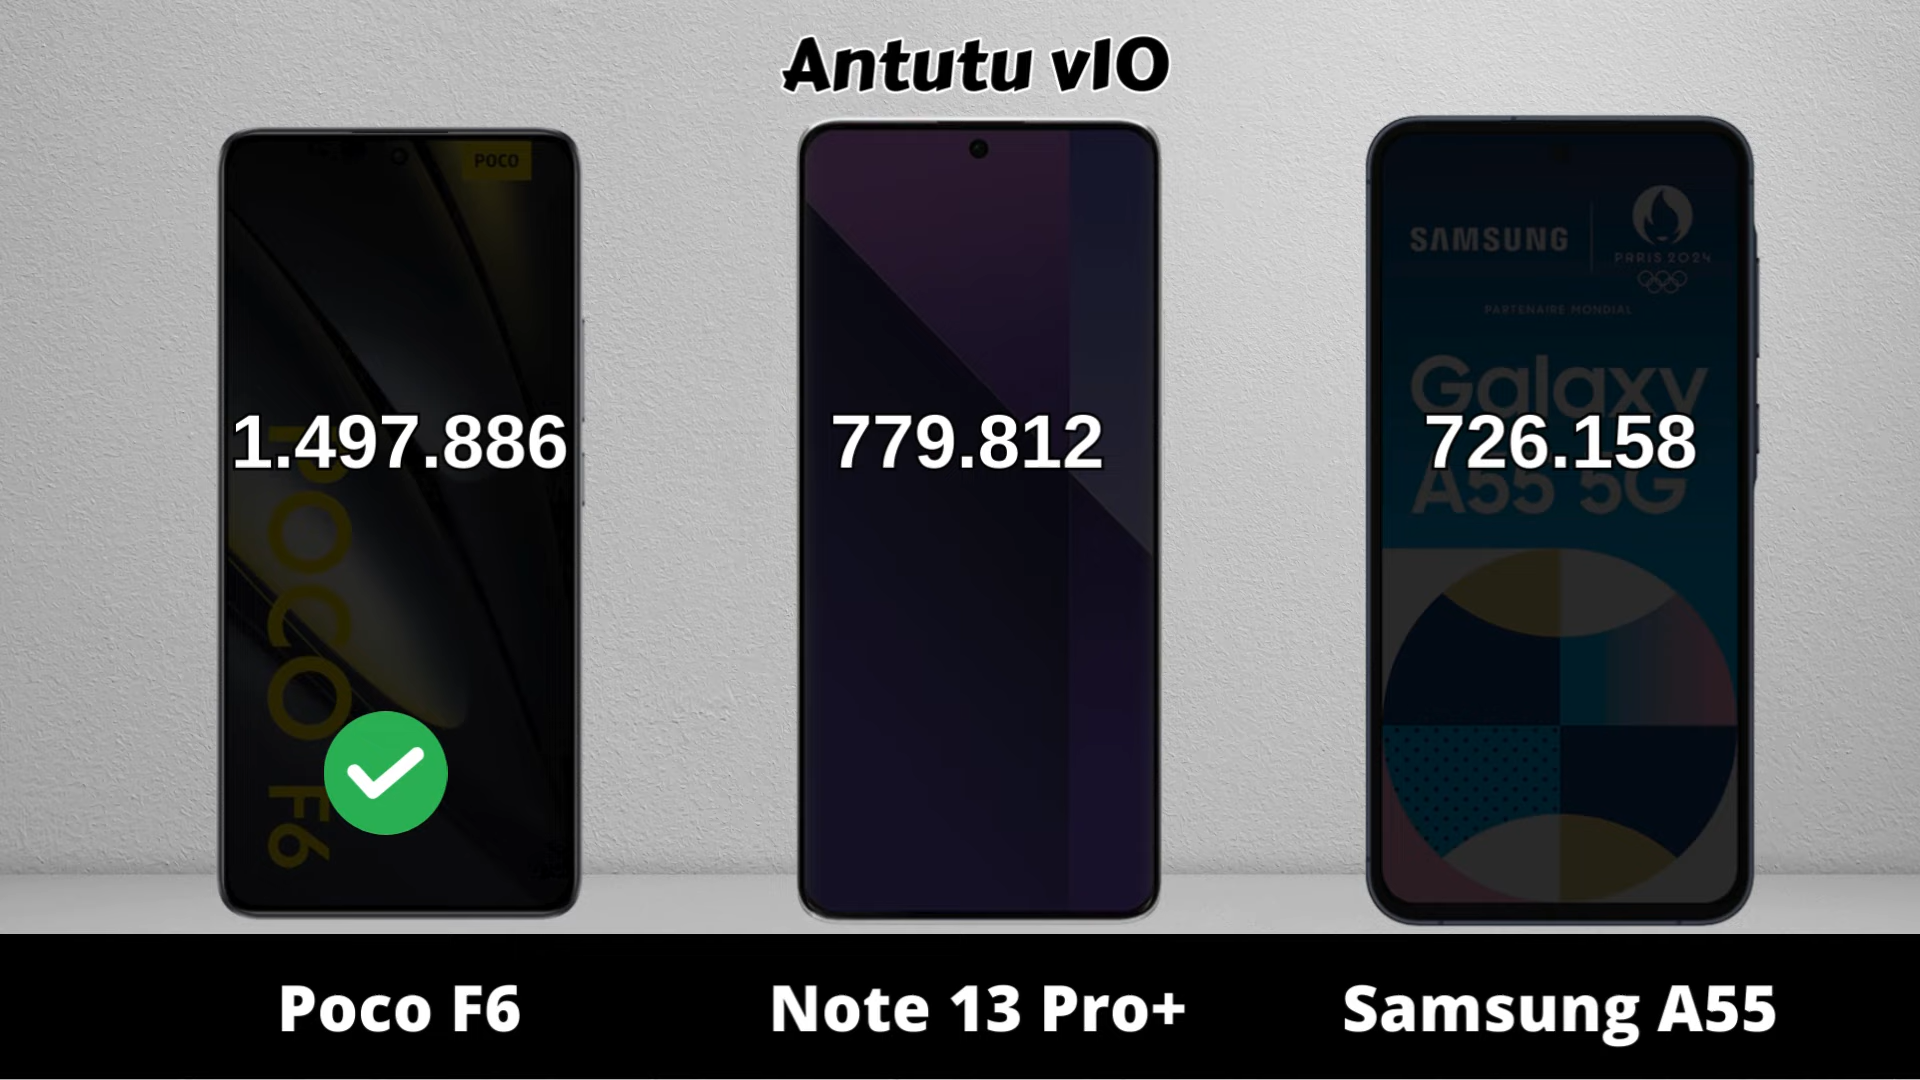 Antutu v10
POCO
1.497.886
POCO F6
779.812
SAMSUNG
PARIS 2024
PARTENAIRE MONDIAL
Galaxy
726.158
A55 5G
Poco F6
Note 13 Pro+
Samsung A55